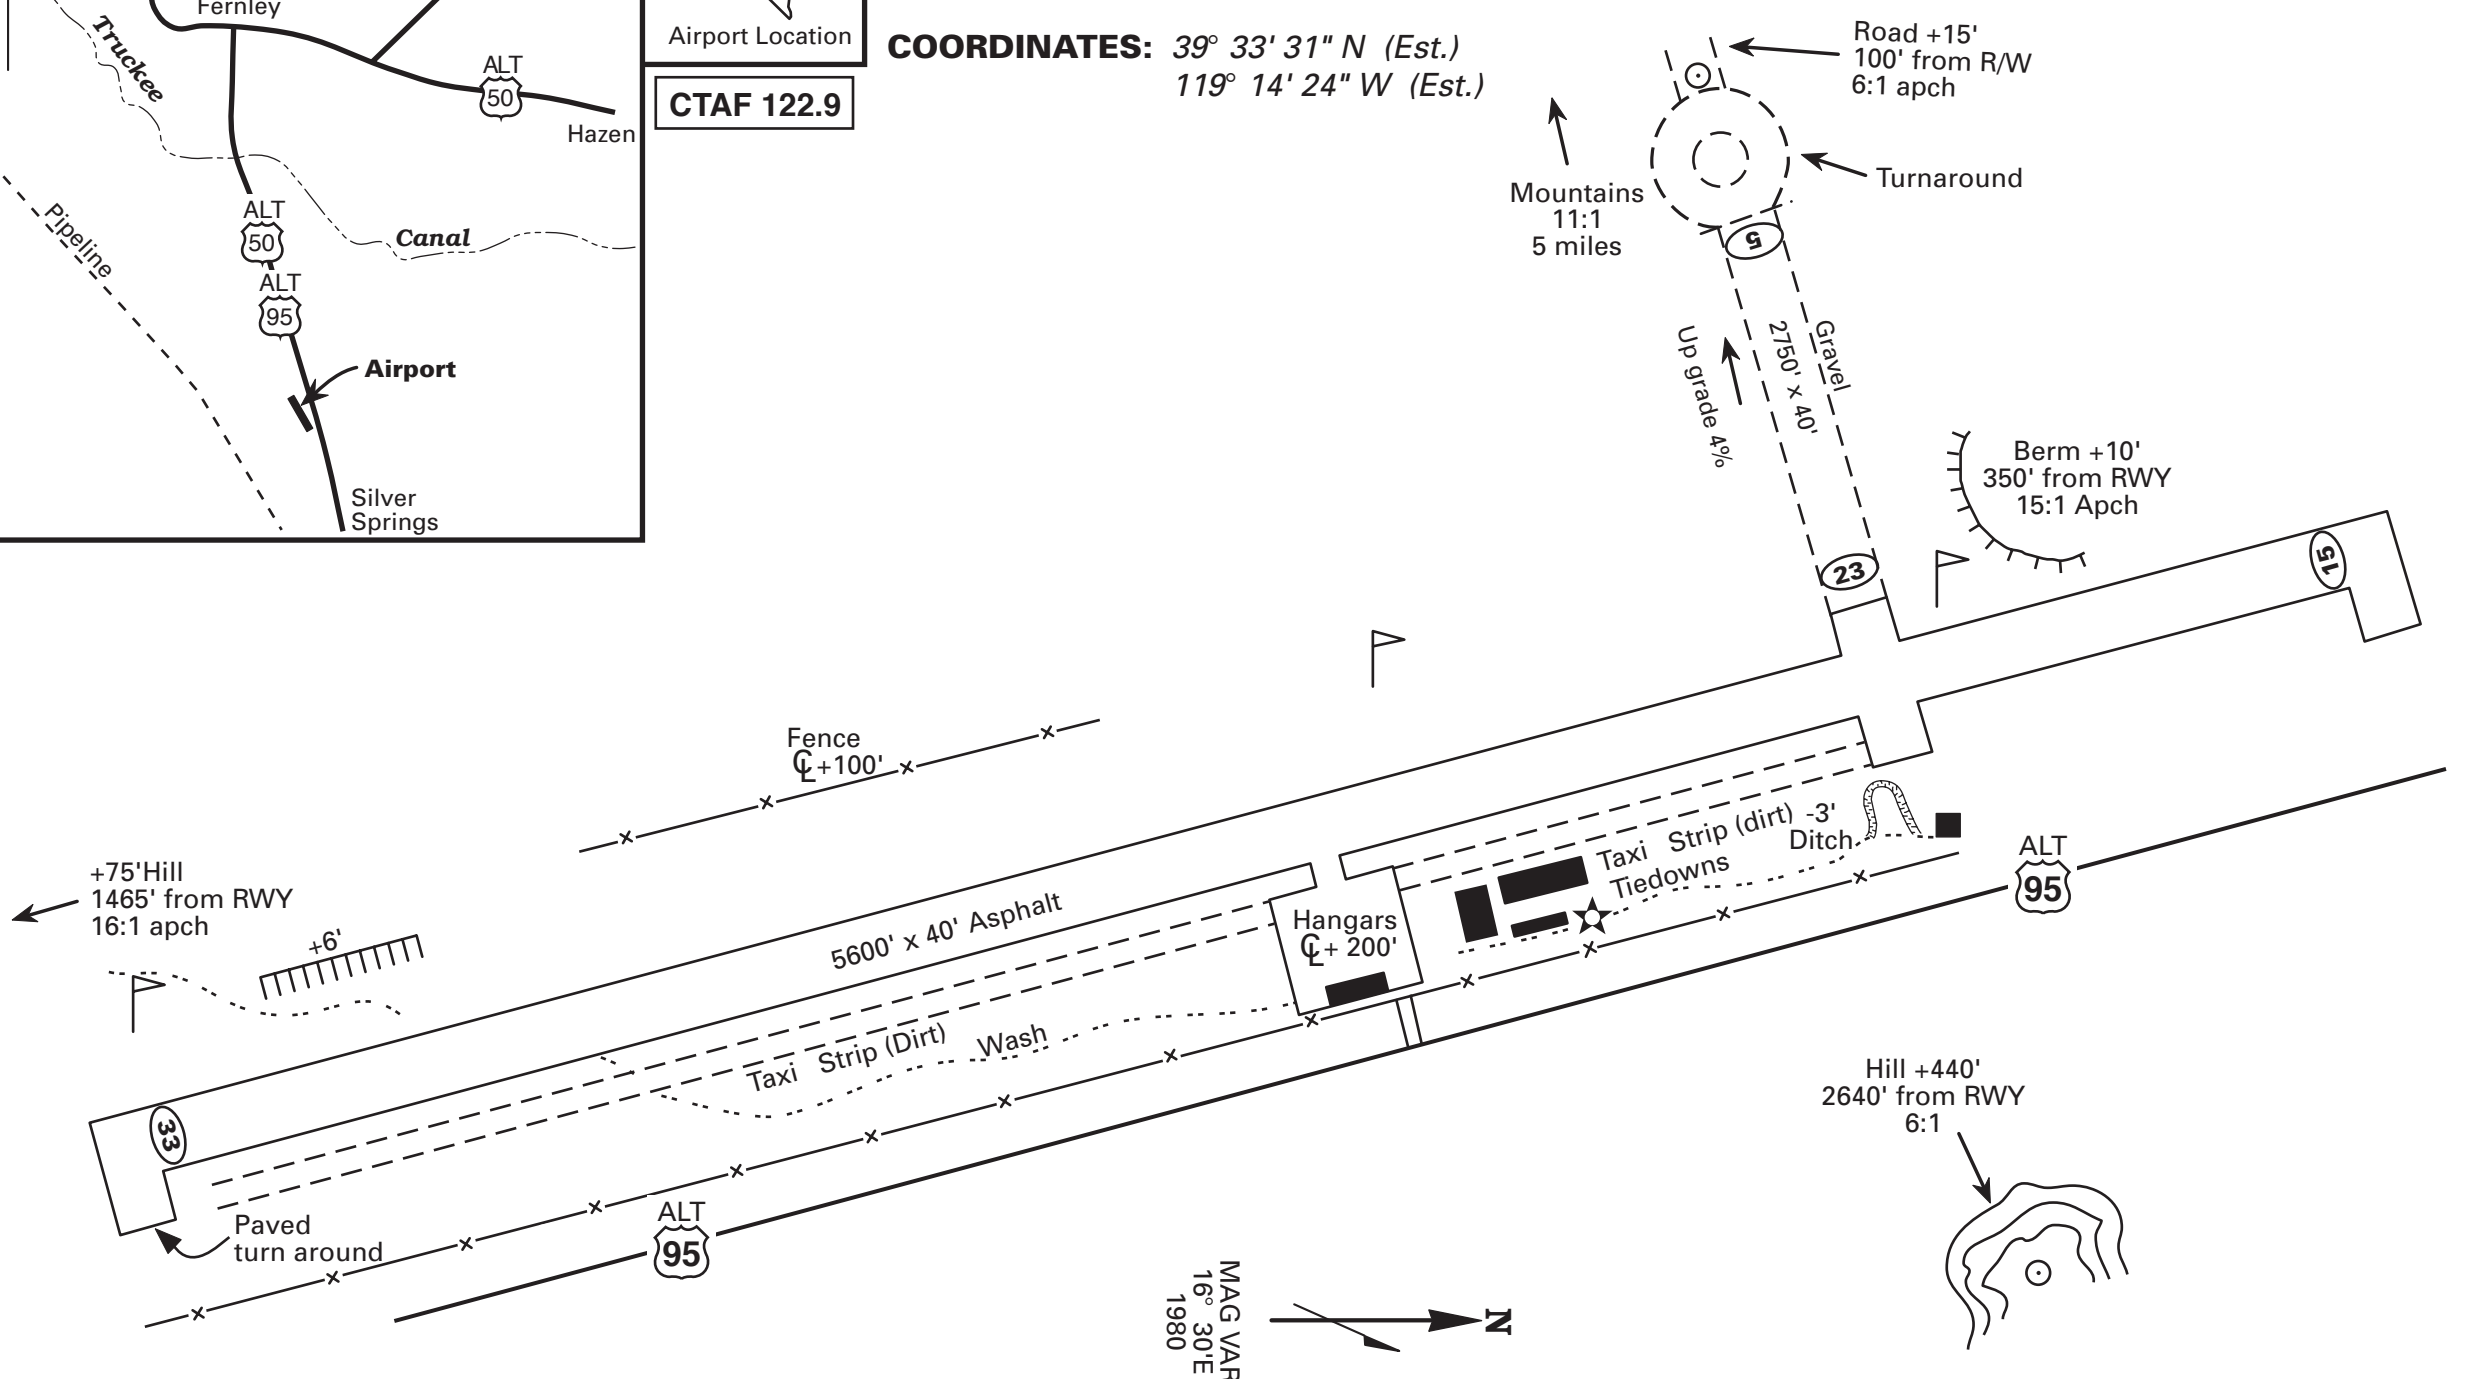 Fernley
Truckee
ALT
50
Hazen
Pipeline
ALT
50
Canal
ALT
95
Airport
Silver
Springs
Airport Location
CTAF 122.9
COORDINATES: 39° 33' 31" N (Est.)
119° 14' 24" W (Est.)
Road +15'
100' from R/W
6:1 apch
Mountains
11:1
5 miles
Turnaround
5
Up grade 4%
2750' x 40'
Gravel
Berm +10'
350' from RWY
15:1 Apch
23
15
Fence
℄+100'
+75'Hill
1465' from RWY
16:1 apch
+6'
5600' x 40' Asphalt
Hangars
℄+ 200'
Taxi Strip (dirt)
Tiedowns
-3'
Ditch
ALT
95
Taxi Strip (Dirt)
Wash
33
Paved
turn around
ALT
95
Hill +440'
2640' from RWY
6:1
MAG VAR
16° 30'E
1980
N